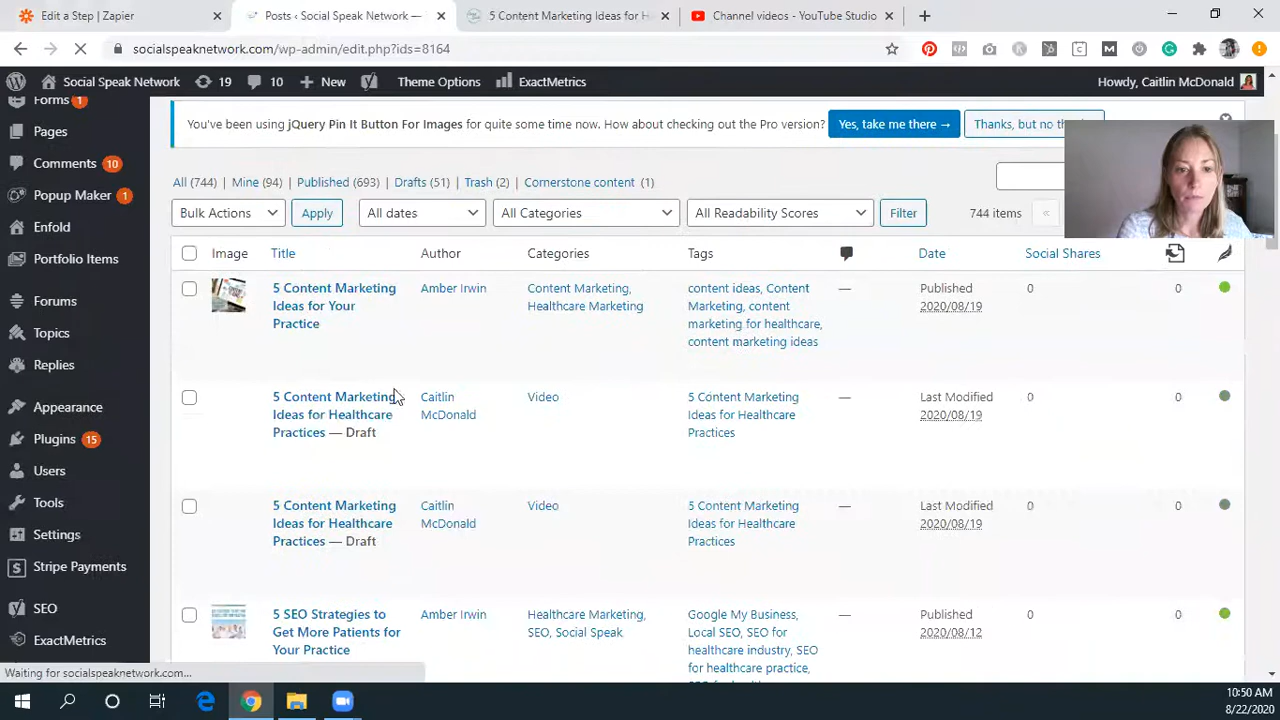 Edit a Step | Zapier
Posts ‹ Social Speak Network —
5 Content Marketing Ideas for H
Channel videos - YouTube Studio
socialspeaknetwork.com/wp-admin/edit.php?ids=8164
Social Speak Network 19 10 New Theme Options ExactMetrics Howdy, Caitlin McDonald
Forms 1
Pages
Comments 10
Popup Maker 1
Enfold
Portfolio Items
Forums
Topics
Replies
Appearance
Plugins 15
Users
Tools
Settings
Stripe Payments
SEO
ExactMetrics
You've been using jQuery Pin It Button For Images for quite some time now. How about checking out the Pro version? Yes, take me there → Thanks, but no
All (744) Mine (94) Published (693) Drafts (51) Trash (2) Cornerstone content (1)
Bulk Actions Apply All dates All Categories All Readability Scores Filter 744 items «
Image Title Author Categories Tags Date Social Shares
5 Content Marketing Amber Irwin Content Marketing, content ideas, Content — Published 0 0
Ideas for Your Healthcare Marketing Marketing, content 2020/08/19
Practice marketing for healthcare,
content marketing ideas
5 Content Marketing Caitlin Video 5 Content Marketing — Last Modified 0 0
Ideas for Healthcare McDonald Ideas for Healthcare 2020/08/19
Practices — Draft Practices
5 Content Marketing Caitlin Video 5 Content Marketing — Last Modified 0 0
Ideas for Healthcare McDonald Ideas for Healthcare 2020/08/19
Practices — Draft Practices
5 SEO Strategies to Amber Irwin Healthcare Marketing, Google My Business, — Published 0 0
Get More Patients for SEO, Social Speak Local SEO, SEO for 2020/08/12
Your Practice healthcare industry, SEO
for healthcare practice,
Waiting for socialspeaknetwork.com...
10:50 AM
8/22/2020